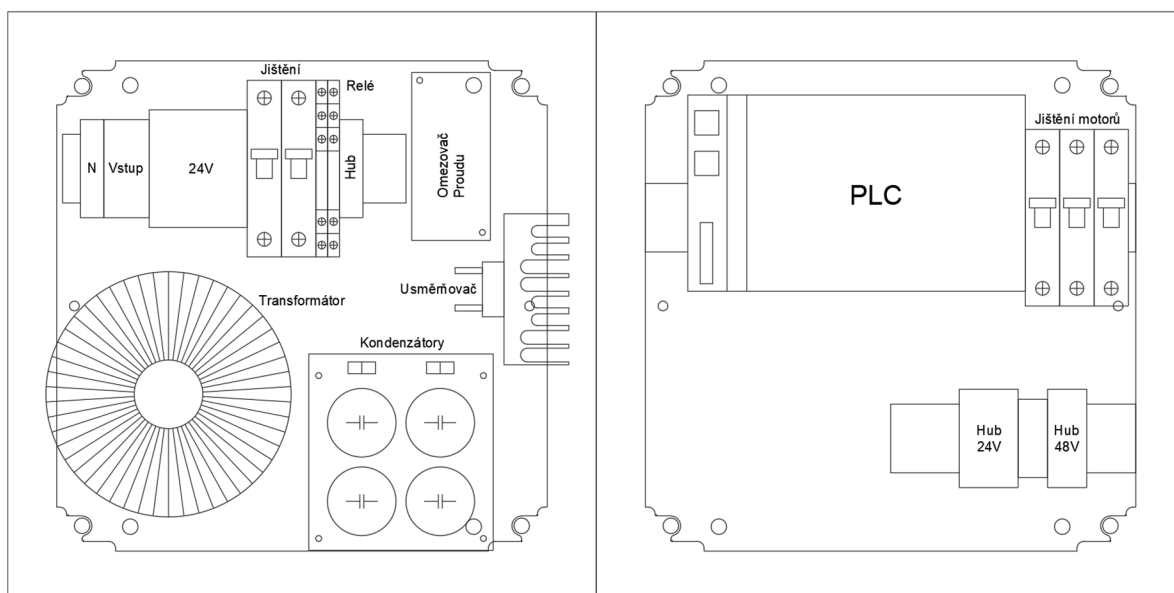 Jištění
Relé
N
Vstup
24V
Hub
Omezovač
Proudu
Usměrňovač
Transformátor
Kondenzátory
Jištění motorů
PLC
Hub
24V
Hub
48V